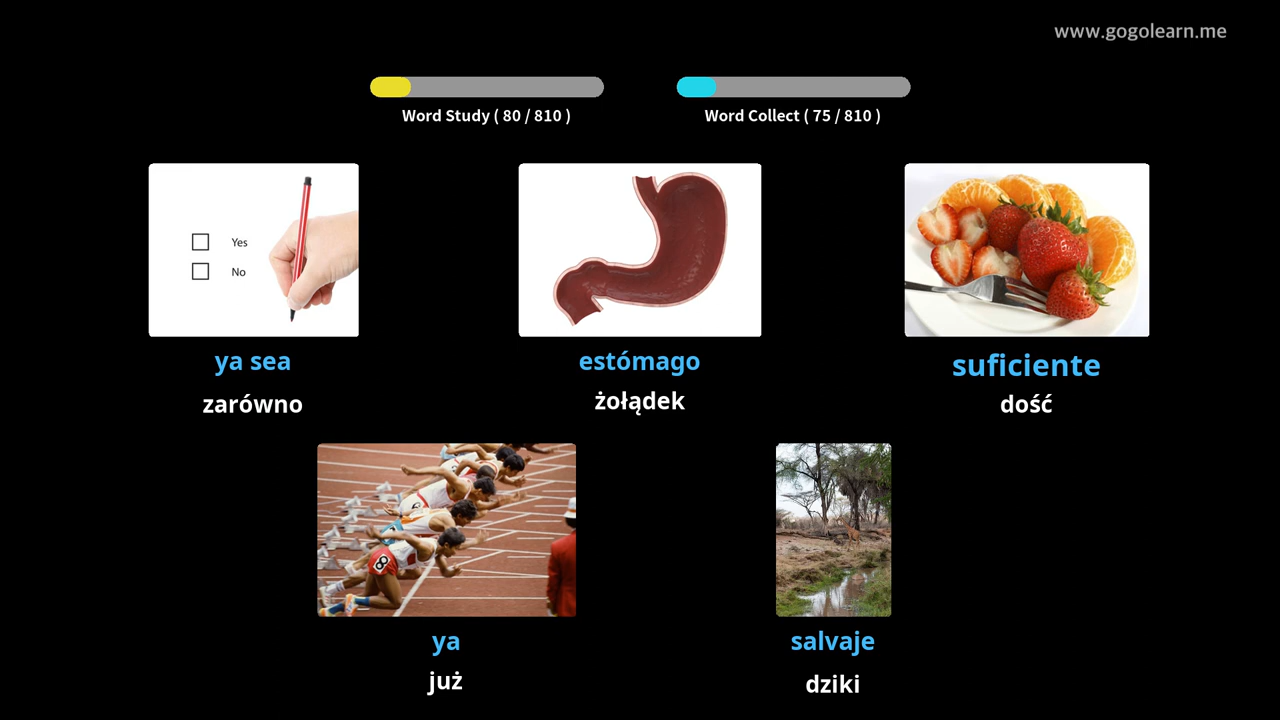 www.gogolearn.me
Word Study ( 80 / 810 )
Word Collect ( 75 / 810 )
Yes
No
ya sea
zarówno
estómago
żołądek
suficiente
dość
8
ya
już
salvaje
dziki